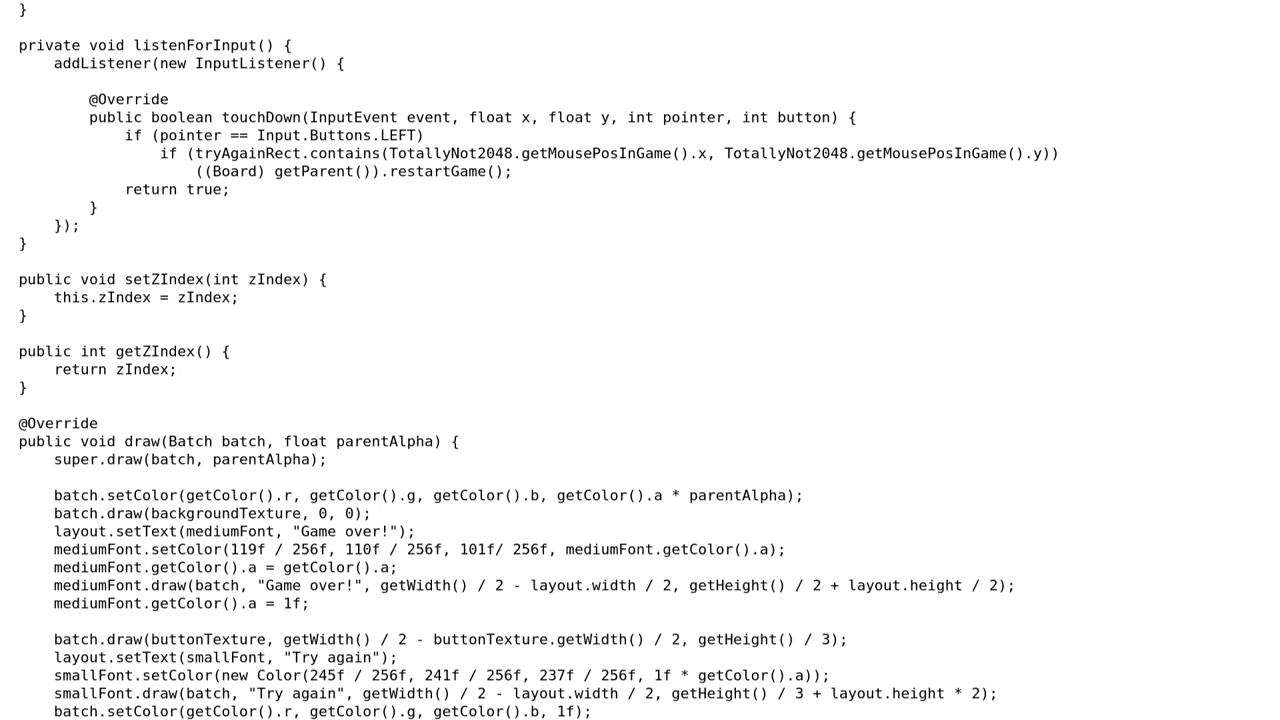 }
private void listenForInput() {
addListener(new InputListener() {
@Override
public boolean touchDown(InputEvent event, float x, float y, int pointer, int button) {
if (pointer == Input.Buttons.LEFT)
if (tryAgainRect.contains(TotallyNot2048.getMousePosInGame().x, TotallyNot2048.getMousePosInGame().y))
((Board) getParent()).restartGame();
return true;
}
});
}
public void setZIndex(int zIndex) {
this.zIndex = zIndex;
}
public int getZIndex() {
return zIndex;
}
@Override
public void draw(Batch batch, float parentAlpha) {
super.draw(batch, parentAlpha);
batch.setColor(getColor().r, getColor().g, getColor().b, getColor().a * parentAlpha);
batch.draw(backgroundTexture, 0, 0);
layout.setText(mediumFont, "Game over!");
mediumFont.setColor(119f / 256f, 110f / 256f, 101f/ 256f, mediumFont.getColor().a);
mediumFont.getColor().a = getColor().a;
mediumFont.draw(batch, "Game over!", getWidth() / 2 - layout.width / 2, getHeight() / 2 + layout.height / 2);
mediumFont.getColor().a = 1f;
batch.draw(buttonTexture, getWidth() / 2 - buttonTexture.getWidth() / 2, getHeight() / 3);
layout.setText(smallFont, "Try again");
smallFont.setColor(new Color(245f / 256f, 241f / 256f, 237f / 256f, 1f * getColor().a));
smallFont.draw(batch, "Try again", getWidth() / 2 - layout.width / 2, getHeight() / 3 + layout.height * 2);
batch.setColor(getColor().r, getColor().g, getColor().b, 1f);